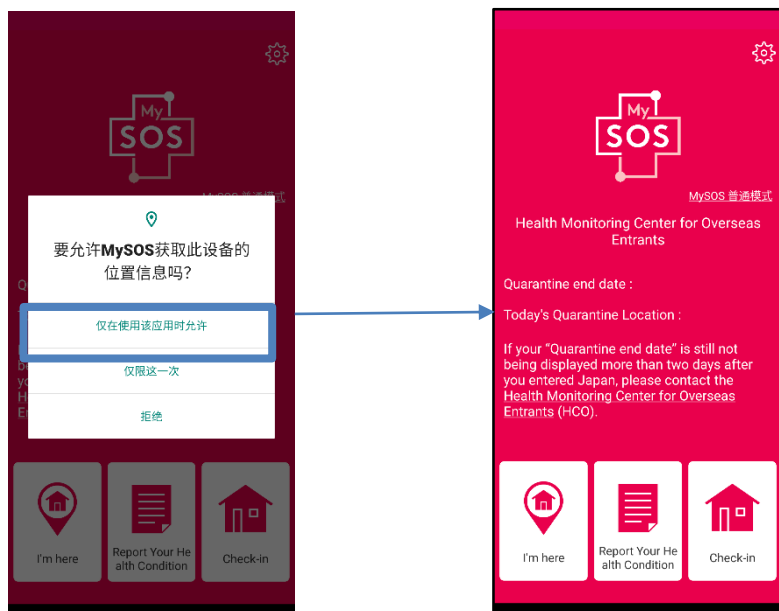 My
SOS
MySOS 普通模式
要允许MySOS获取此设备的
位置信息吗?
仅在使用该应用时允许
仅限这一次
拒绝
I'm here
Report Your He
alth Condition
Check-in
My
SOS
MySOS 普通模式
Health Monitoring Center for Overseas
Entrants
Quarantine end date :
Today's Quarantine Location :
If your "Quarantine end date" is still not
being displayed more than two days after
you entered Japan, please contact the
Health Monitoring Center for Overseas
Entrants (HCO).
I'm here
Report Your He
alth Condition
Check-in